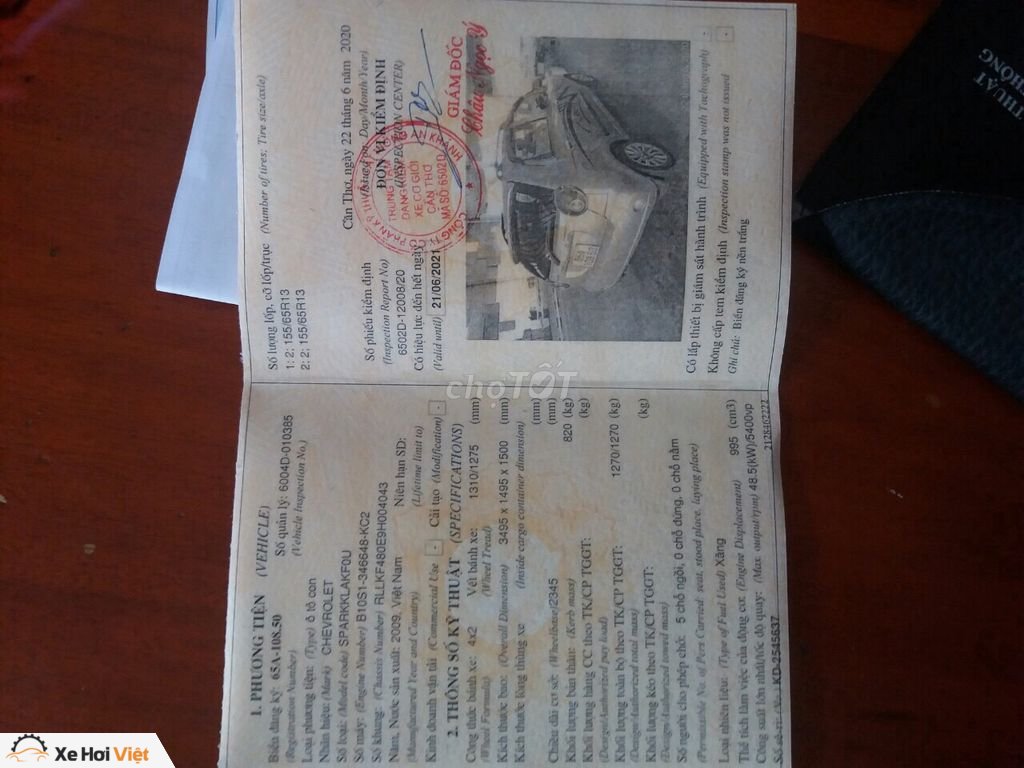 1. PHƯƠNG TIỆN (VEHICLE)
Biển đăng ký: 65A-108.50 Số quản lý: 6004D-010385
(Registration Number) (Vehicle Inspection No.)
Loại phương tiện: (Type) ô tô con
Nhãn hiệu: (Mark) CHEVROLET
Số loại: (Model code) SPARKKLAKF0U
Số máy: (Engine Number) B10S1-346648-KC2
Số khung: (Chassis Number) RLLKF480E9H004043
Năm, Nước sản xuất: 2009, Việt Nam Niên hạn SD:
(Manufactured Year and Country) (Lifetime limit to)
Kinh doanh vận tải (Commercial Use) - Cải tạo (Modification) -
2. THÔNG SỐ KỸ THUẬT (SPECIFICATIONS)
Công thức bánh xe: 4x2 Vết bánh xe: 1310/1275 (mm)
(Wheel Formula) (Wheel Tread)
Kích thước bao: (Overall Dimension) 3495 x 1495 x 1500 (mm)
Kích thước lòng thùng xe (mm)
(Inside cargo container dimension)
Chiều dài cơ sở: (Wheelbase) 2345 (mm)
Khối lượng bản thân: (Kerb mass) 820 (kg)
Khối lượng hàng CC theo TK/CP TGGT: (kg)
(Design/Authorized pay load)
Khối lượng toàn bộ theo TK/CP TGGT: 1270/1270 (kg)
(Design/Authorized total mass)
Khối lượng kéo theo TK/CP TGGT: (kg)
(Design/Authorized towed mass)
Số người cho phép chở: 5 chỗ ngồi, 0 chỗ đứng, 0 chỗ nằm
(Permissible No. of Pers Carried: seat, stood place, laying place)
Loại nhiên liệu: (Type of Fuel Used) Xăng
Thể tích làm việc của động cơ: (Engine Displacement) 995 (cm3)
Công suất lớn nhất/tốc độ quay: (Max. output/rpm) 48.5(kW)/5400vp
KD-2545637 2128462222
Số lượng lốp, cỡ lốp/trục (Number of tires; Tire size/axle)
1: 2; 155/65R13
2: 2; 155/65R13
Cần Thơ, ngày 22 tháng 6 năm 2020
(Issued on: Day/Month/Year)
Số phiếu kiểm định ĐƠN VỊ KIỂM ĐỊNH
(Inspection Report No) (INSPECTION CENTER)
6502D-12008/20
Có hiệu lực đến hết ngày
(Valid until) 21/06/2021
TRUNG TÂM
ĐĂNG KIỂM
XE CƠ GIỚI
CẦN THƠ
MÃ SỐ 6502D
GIÁM ĐỐC
Châu Ngọc Ý
Có lắp thiết bị giám sát hành trình (Equipped with Tachograph) -
Không cấp tem kiểm định (Inspection stamp was not issued) -
Ghi chú: Biển đăng ký nền trắng
chợTỐT
THUẬT
Xe Hơi Việt